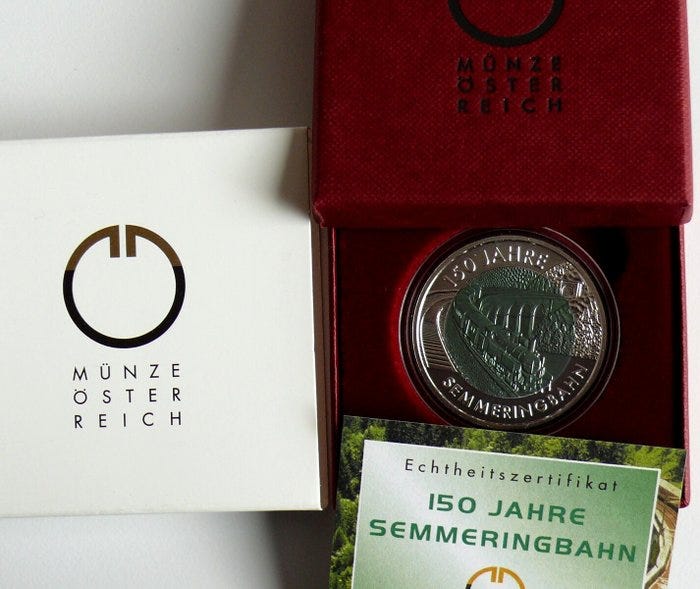 MÜNZE
ÖSTER
REICH
MÜNZE
ÖSTER
REICH
150 JAHRE
SEMMERINGBAHN
Echtheitszertifikat
150 JAHRE
SEMMERINGBAHN